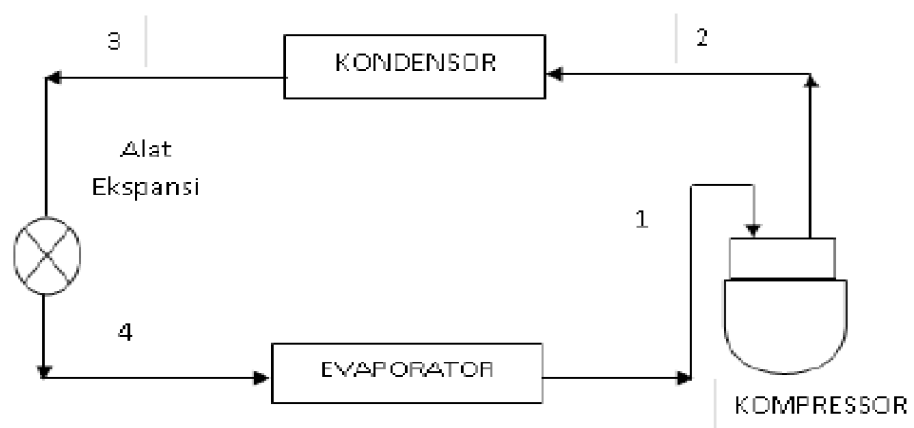 3
2
KONDENSOR
Alat
Ekspansi
1
4
EVAPORATOR
KOMPRESSOR